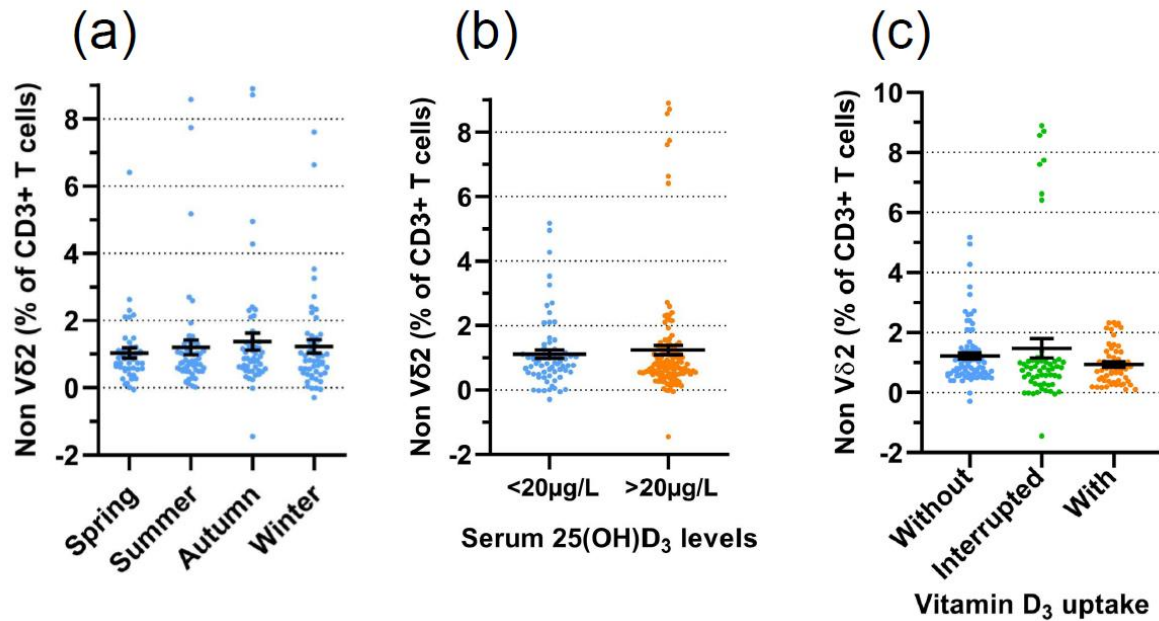 (a)
Non Vδ2 (% of CD3+ T cells)
8
6
4
2
0
-2
Spring
Summer
Autumn
Winter
(b)
Non Vδ2 (% of CD3+ T cells)
8
6
4
2
0
-2
<20µg/L
>20µg/L
Serum 25(OH)D₃ levels
(c)
Non Vδ2 (% of CD3+ T cells)
10
8
6
4
2
0
-2
Without
Interrupted
With
Vitamin D₃ uptake